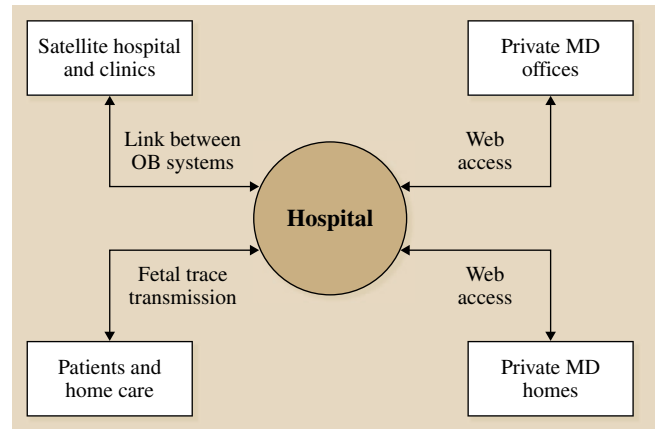 Satellite hospital
and clinics
Private MD
offices
Link between
OB systems
Web
access
Hospital
Fetal trace
transmission
Web
access
Patients and
home care
Private MD
homes